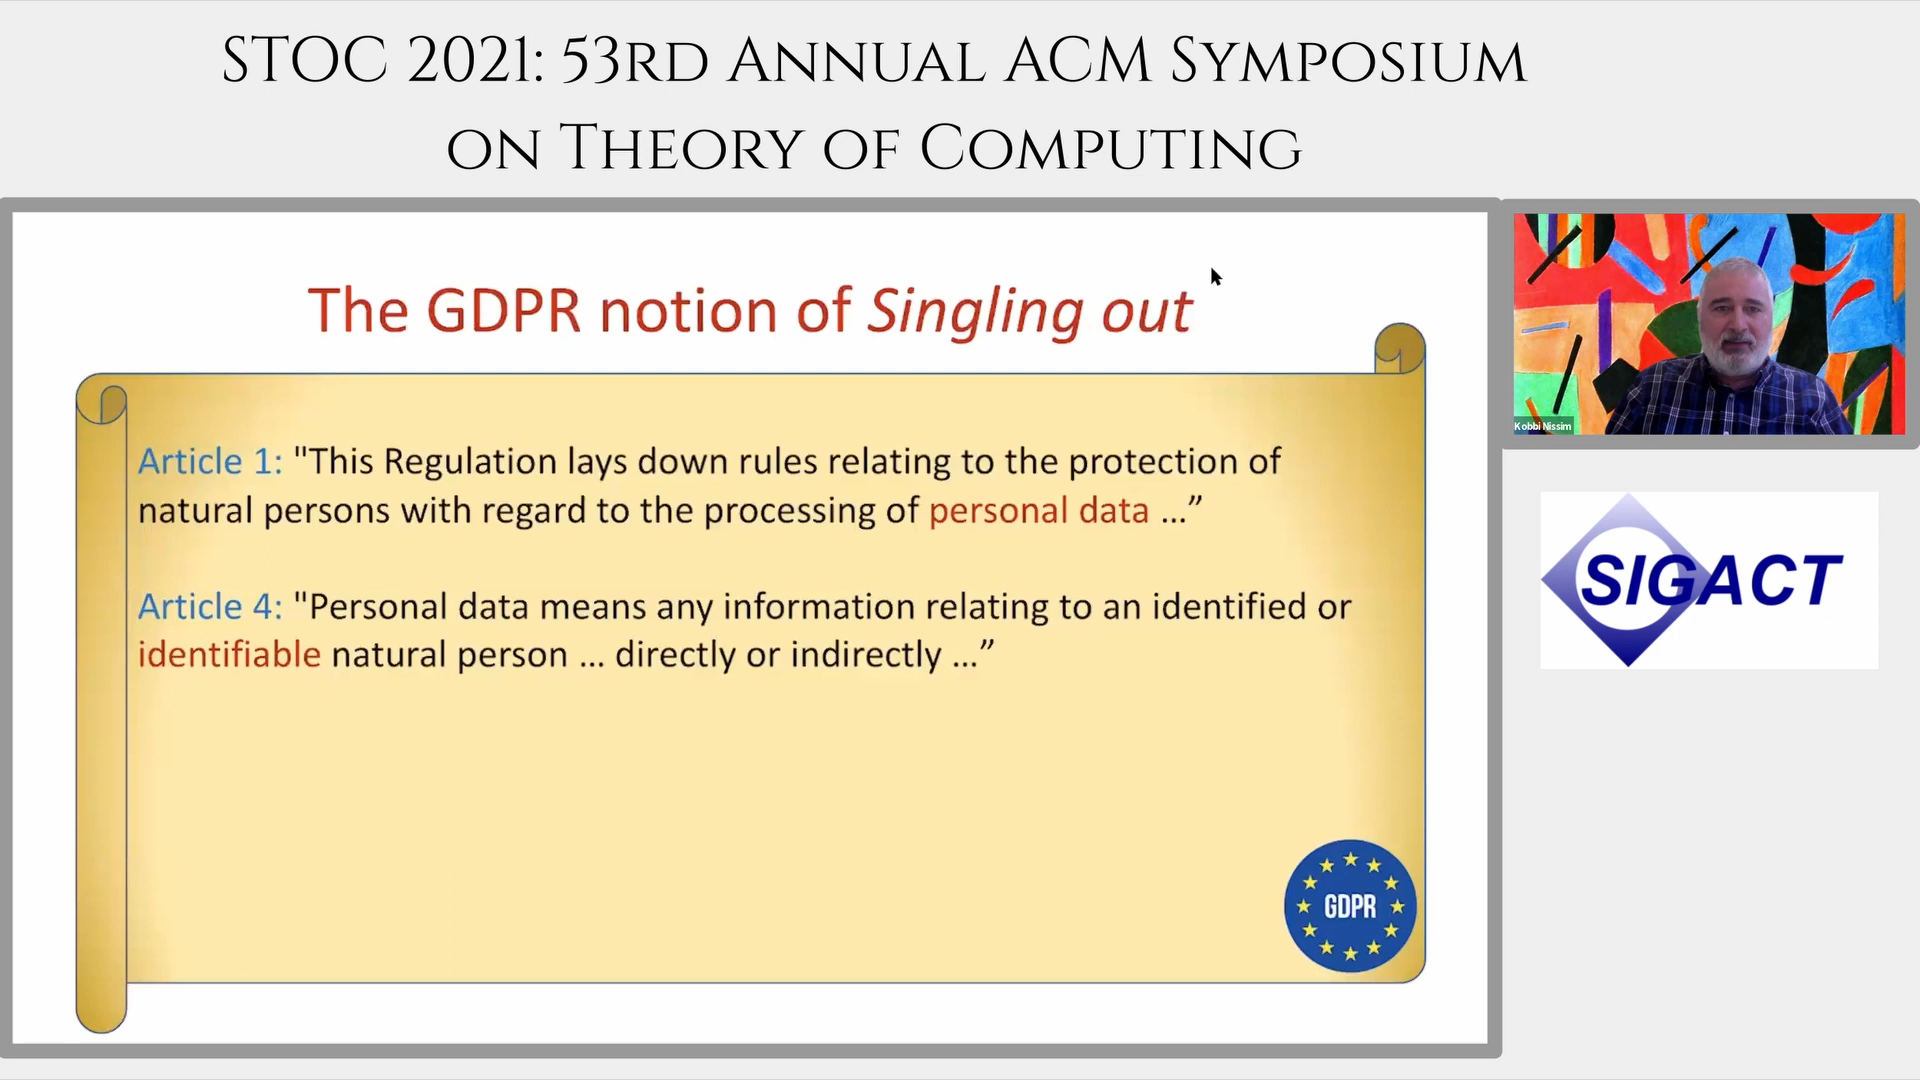 STOC 2021: 53rd Annual ACM Symposium
on Theory of Computing
The GDPR notion of Singling out
Article 1: "This Regulation lays down rules relating to the protection of
natural persons with regard to the processing of personal data ...”
Article 4: "Personal data means any information relating to an identified or
identifiable natural person ... directly or indirectly ...”
GDPR
Kobbi Nissim
SIGACT